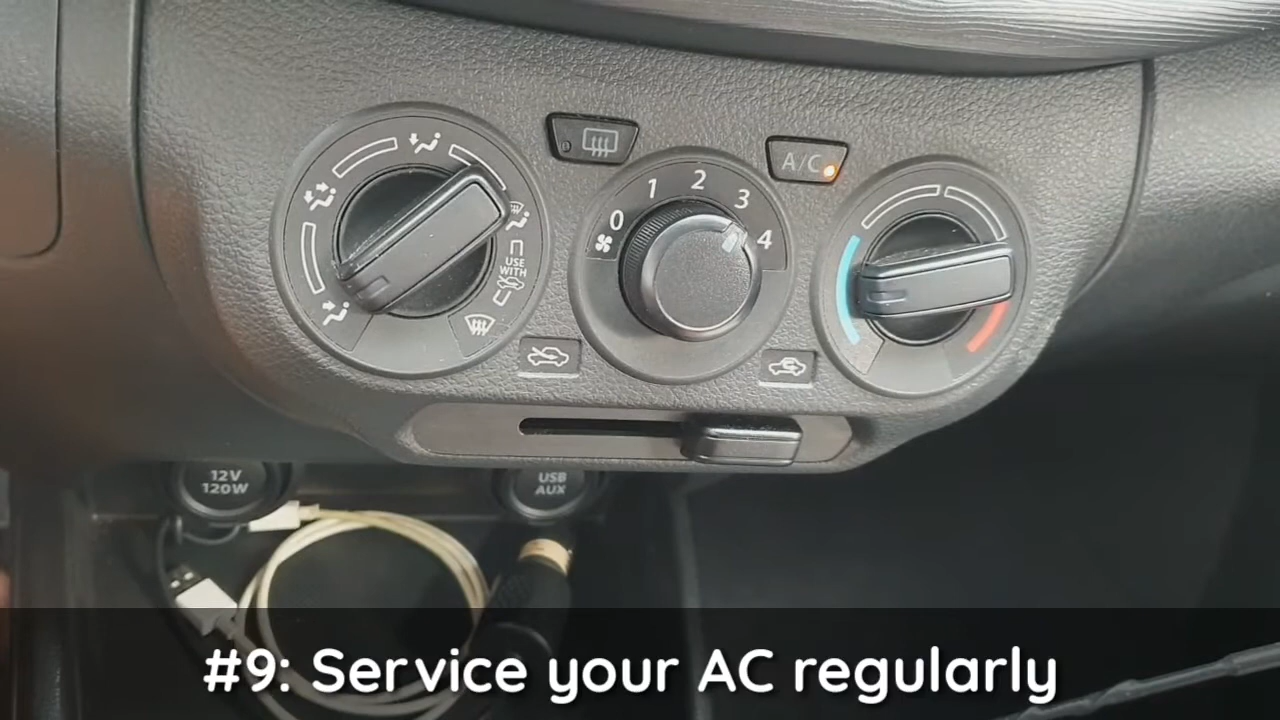 A/C
0
1
2
3
4
USE
WITH
12V
120W
USB
AUX
#9: Service your AC regularly